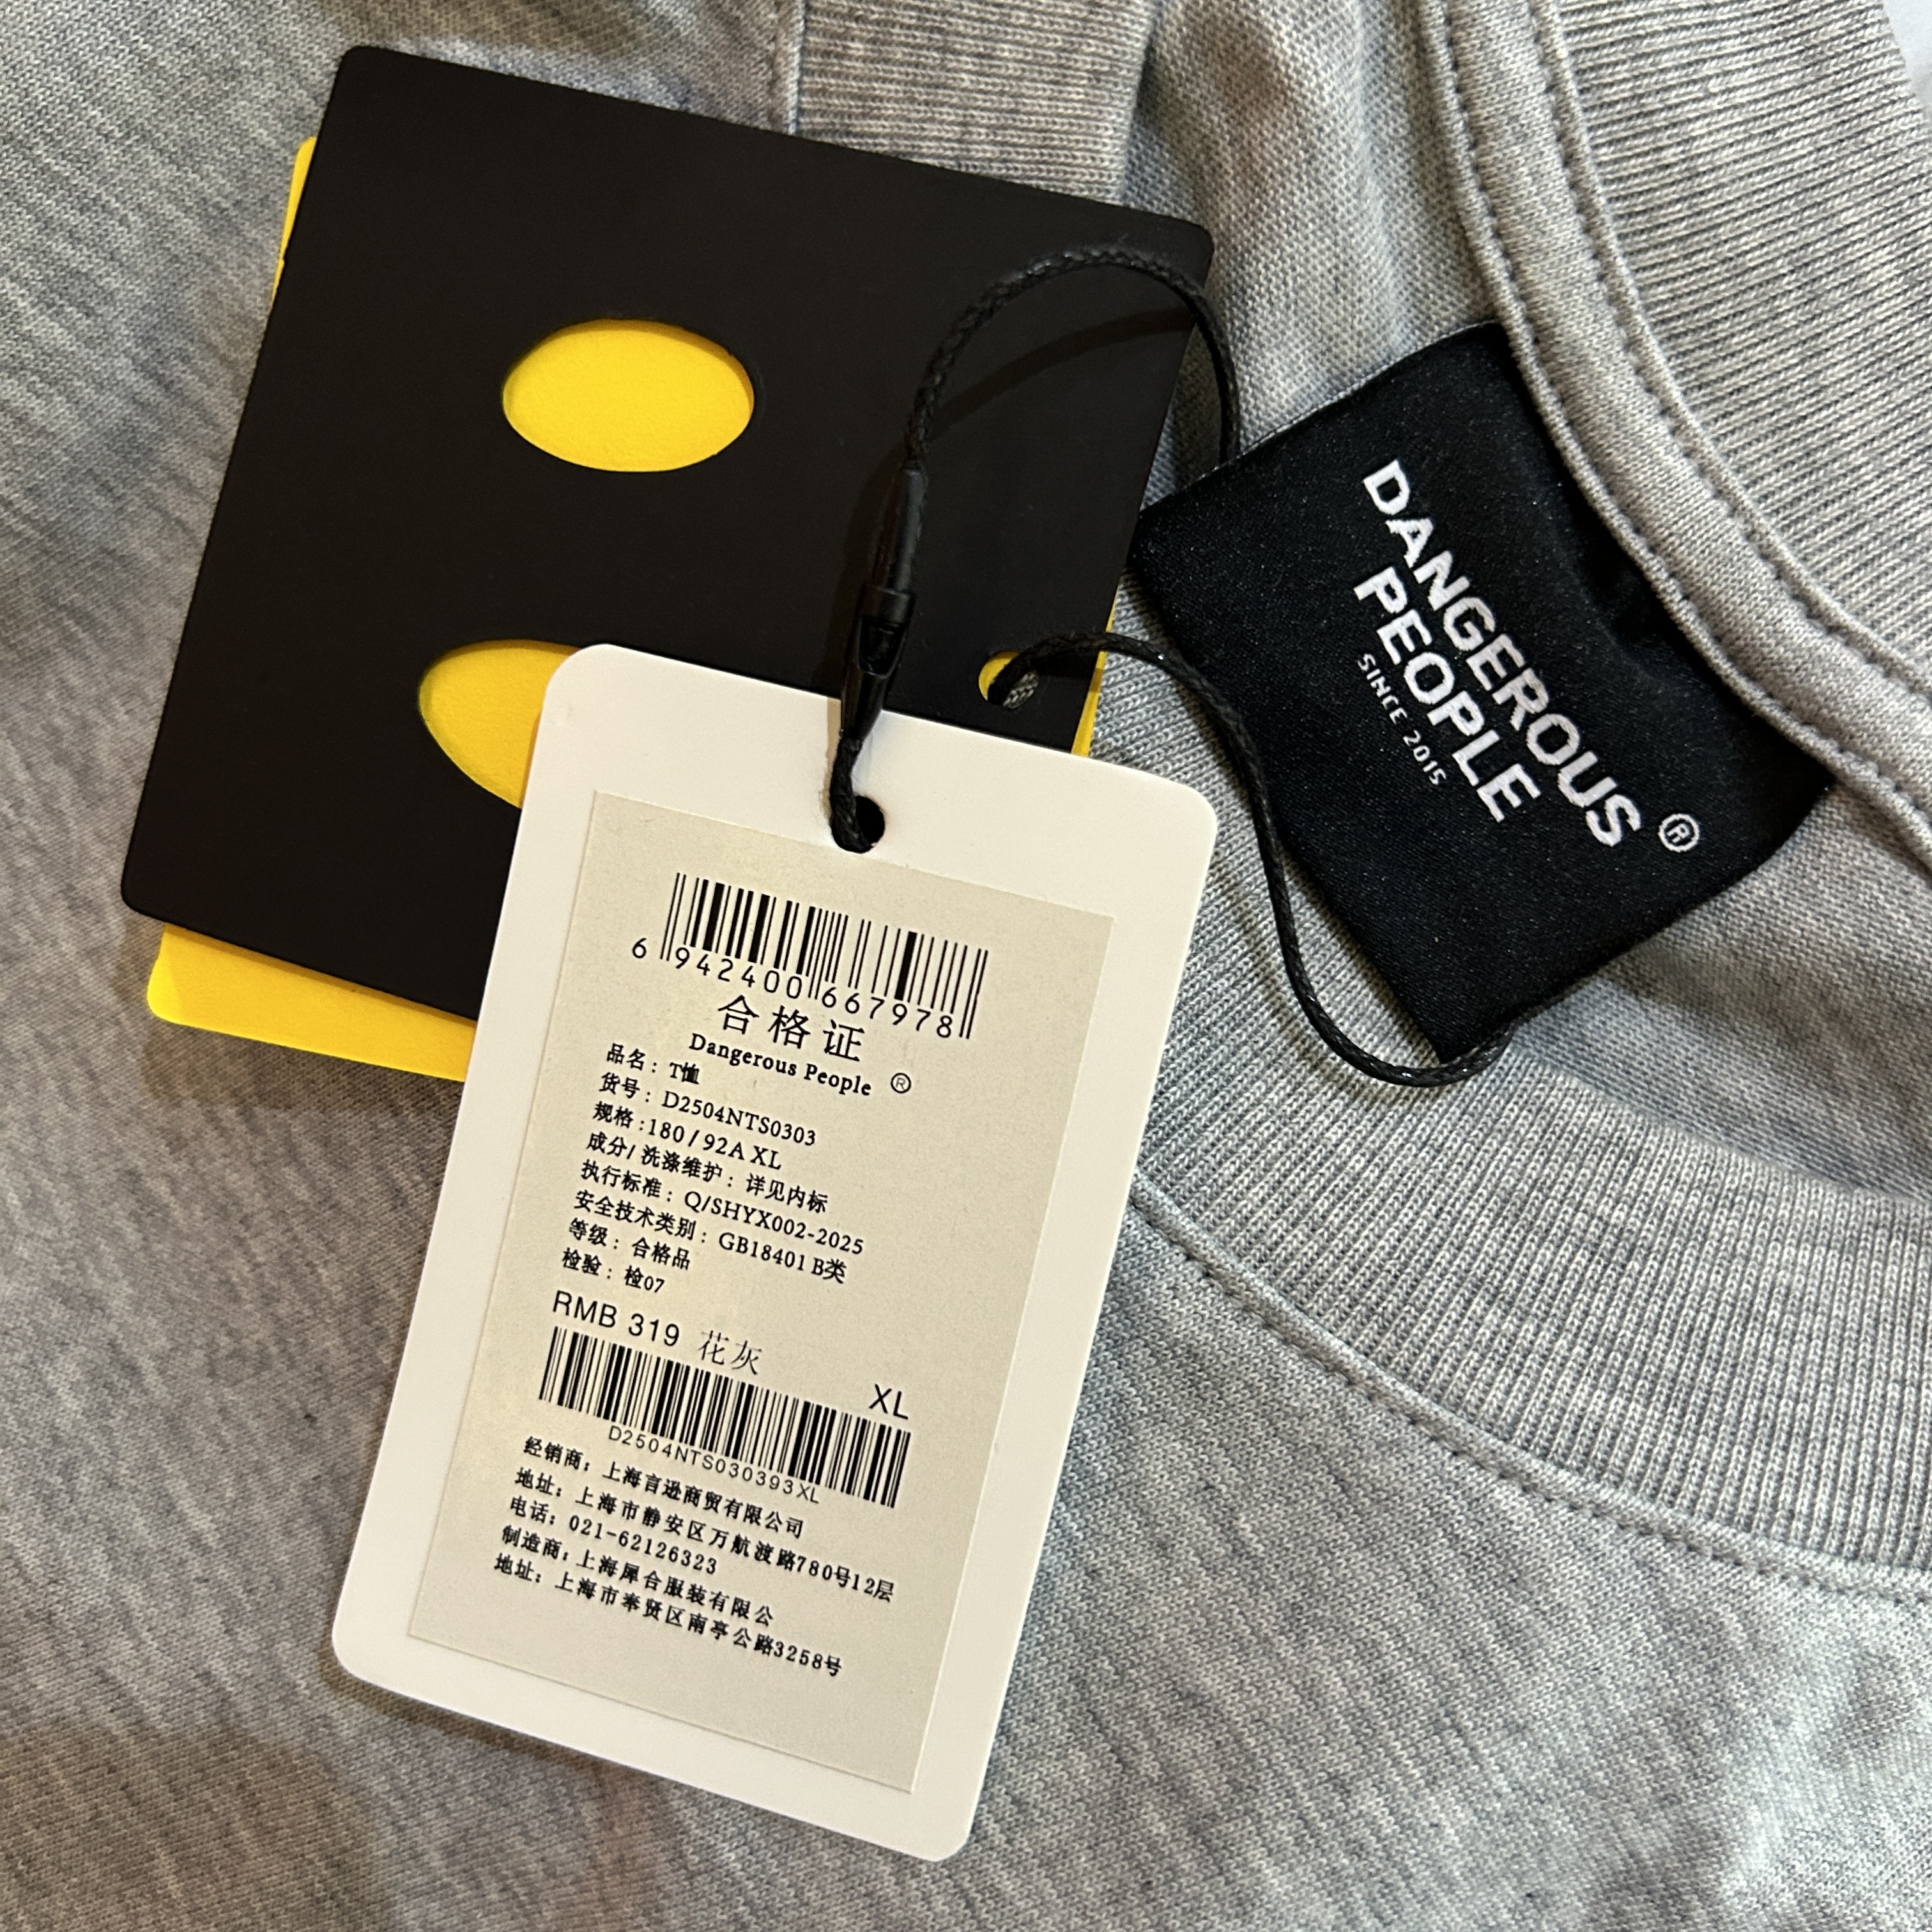 DANGEROUS
PEOPLE ®
SINCE 2015
6 942400 667978
合格证
Dangerous People ®
品名：T恤
货号：D2504NTS0303
规格:180/92A XL
成分/洗涤维护：详见内标
执行标准：Q/SHYX002-2025
安全技术类别：GB18401 B类
等级：合格品
检验：检07
RMB 319 花灰
XL
D2504NTS030393XL
经销商：上海言逊商贸有限公司
地址：上海市静安区万航渡路780号12层
电话：021-62126323
制造商：上海犀合服装有限公
地址：上海市奉贤区南亭公路3258号